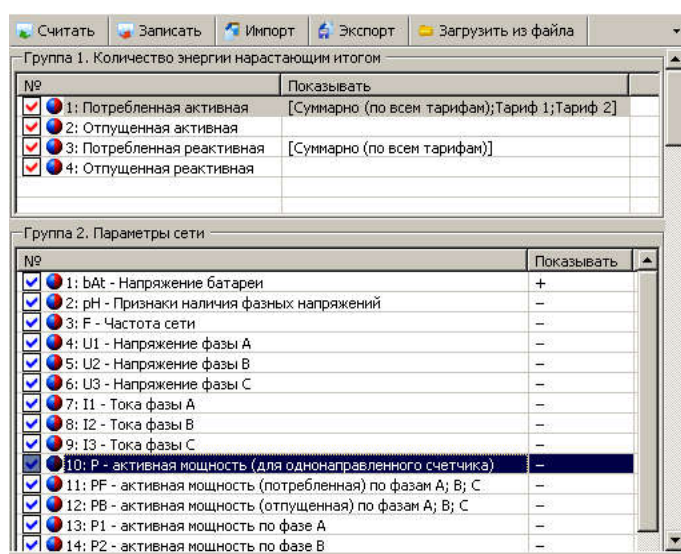 Считать Записать Импорт Экспорт Загрузить из файла
Группа 1. Количество энергии нарастающим итогом
№ Показывать
1: Потребленная активная [Суммарно (по всем тарифам);Тариф 1;Тариф 2]
2: Отпущенная активная
3: Потребленная реактивная [Суммарно (по всем тарифам)]
4: Отпущенная реактивная
Группа 2. Параметры сети
№ Показывать
1: bAt - Напряжение батареи +
2: pH - Признаки наличия фазных напряжений –
3: F - Частота сети –
4: U1 - Напряжение фазы A –
5: U2 - Напряжение фазы B –
6: U3 - Напряжение фазы C –
7: I1 - Тока фазы A –
8: I2 - Тока фазы B –
9: I3 - Тока фазы C –
10: P - активная мощность (для однонаправленного счетчика) –
11: PF - активная мощность (потребленная) по фазам A; B; C –
12: PB - активная мощность (отпущенная) по фазам A; B; C –
13: P1 - активная мощность по фазе A –
14: P2 - активная мощность по фазе B –